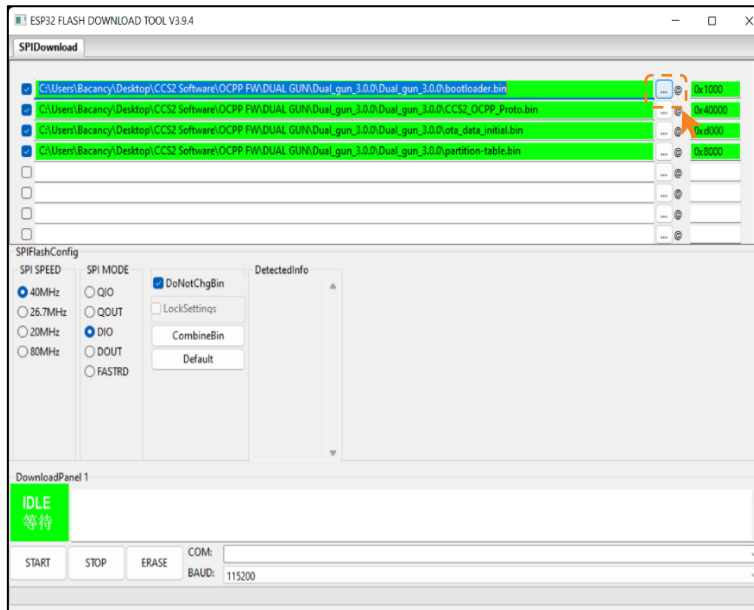 ESP32 FLASH DOWNLOAD TOOL V3.9.4
SPIDownload
C:\Users\Bacancy\Desktop\CCS2 Software\OCPP FW\DUAL GUN\Dual_gun_3.0.0\Dual_gun_3.0.0\bootloader.bin ... @ 0x1000
C:\Users\Bacancy\Desktop\CCS2 Software\OCPP FW\DUAL GUN\Dual_gun_3.0.0\Dual_gun_3.0.0\CCS2_OCPP_Proto.bin ... @ 0x40000
C:\Users\Bacancy\Desktop\CCS2 Software\OCPP FW\DUAL GUN\Dual_gun_3.0.0\Dual_gun_3.0.0\ota_data_initial.bin ... @ 0xd000
C:\Users\Bacancy\Desktop\CCS2 Software\OCPP FW\DUAL GUN\Dual_gun_3.0.0\Dual_gun_3.0.0\partition-table.bin ... @ 0x8000
... @
... @
... @
... @
SPIFlashConfig
SPI SPEED
40MHz
26.7MHz
20MHz
80MHz
SPI MODE
QIO
QOUT
DIO
DOUT
FASTRD
DoNotChgBin
LockSettings
CombineBin
Default
DetectedInfo
DownloadPanel 1
IDLE
等待
START STOP ERASE
COM:
BAUD: 115200